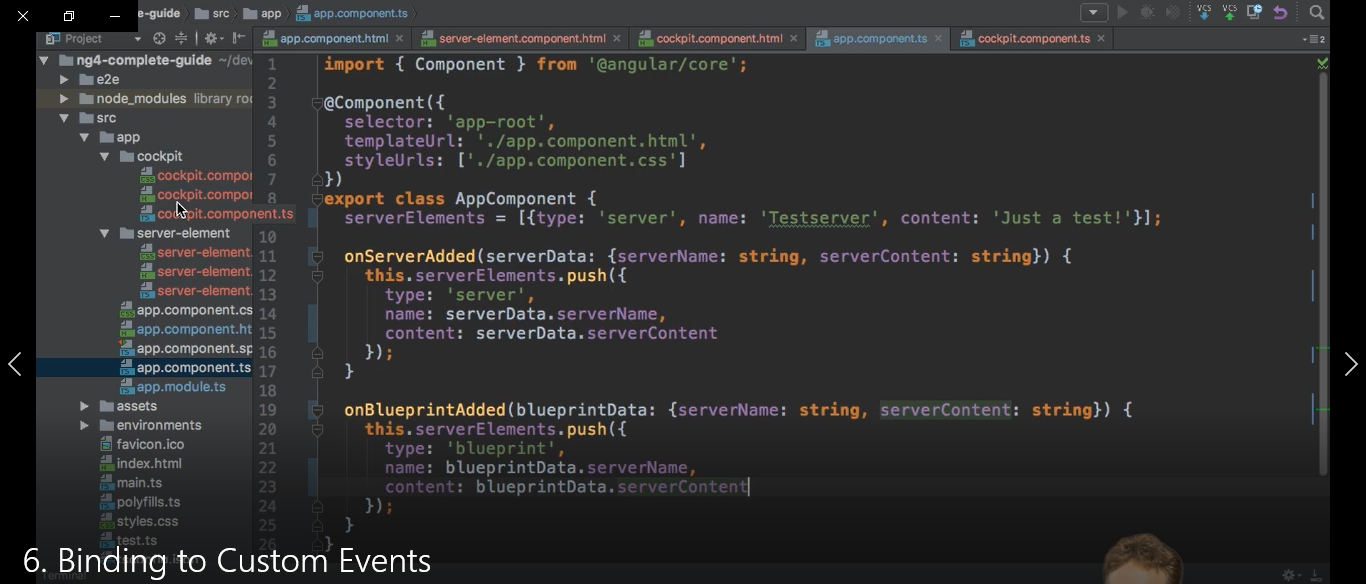 e-guide src app app.component.ts
Project
app.component.html server-element.component.html cockpit.component.html app.component.ts cockpit.component.ts
2
VCS VCS
ng4-complete-guide ~/dev
e2e
node_modules library roo
src
app
cockpit
cockpit.compor
cockpit.compor
cockpit.component.ts
server-element
server-element.
server-element.
server-element.
app.component.cs
app.component.ht
app.component.sp
app.component.ts
app.module.ts
assets
environments
favicon.ico
index.html
main.ts
polyfills.ts
styles.css
test.ts
Terminal
1 import { Component } from '@angular/core';
2
3 @Component({
4 selector: 'app-root',
5 templateUrl: './app.component.html',
6 styleUrls: ['./app.component.css']
7 })
8 export class AppComponent {
serverElements = [{type: 'server', name: 'Testserver', content: 'Just a test!'}];
10
11 onServerAdded(serverData: {serverName: string, serverContent: string}) {
12 this.serverElements.push({
13 type: 'server',
14 name: serverData.serverName,
15 content: serverData.serverContent
16 });
17 }
18
19 onBlueprintAdded(blueprintData: {serverName: string, serverContent: string}) {
20 this.serverElements.push({
21 type: 'blueprint',
22 name: blueprintData.serverName,
23 content: blueprintData.serverContent
24 });
25 }
26 }
6. Binding to Custom Events